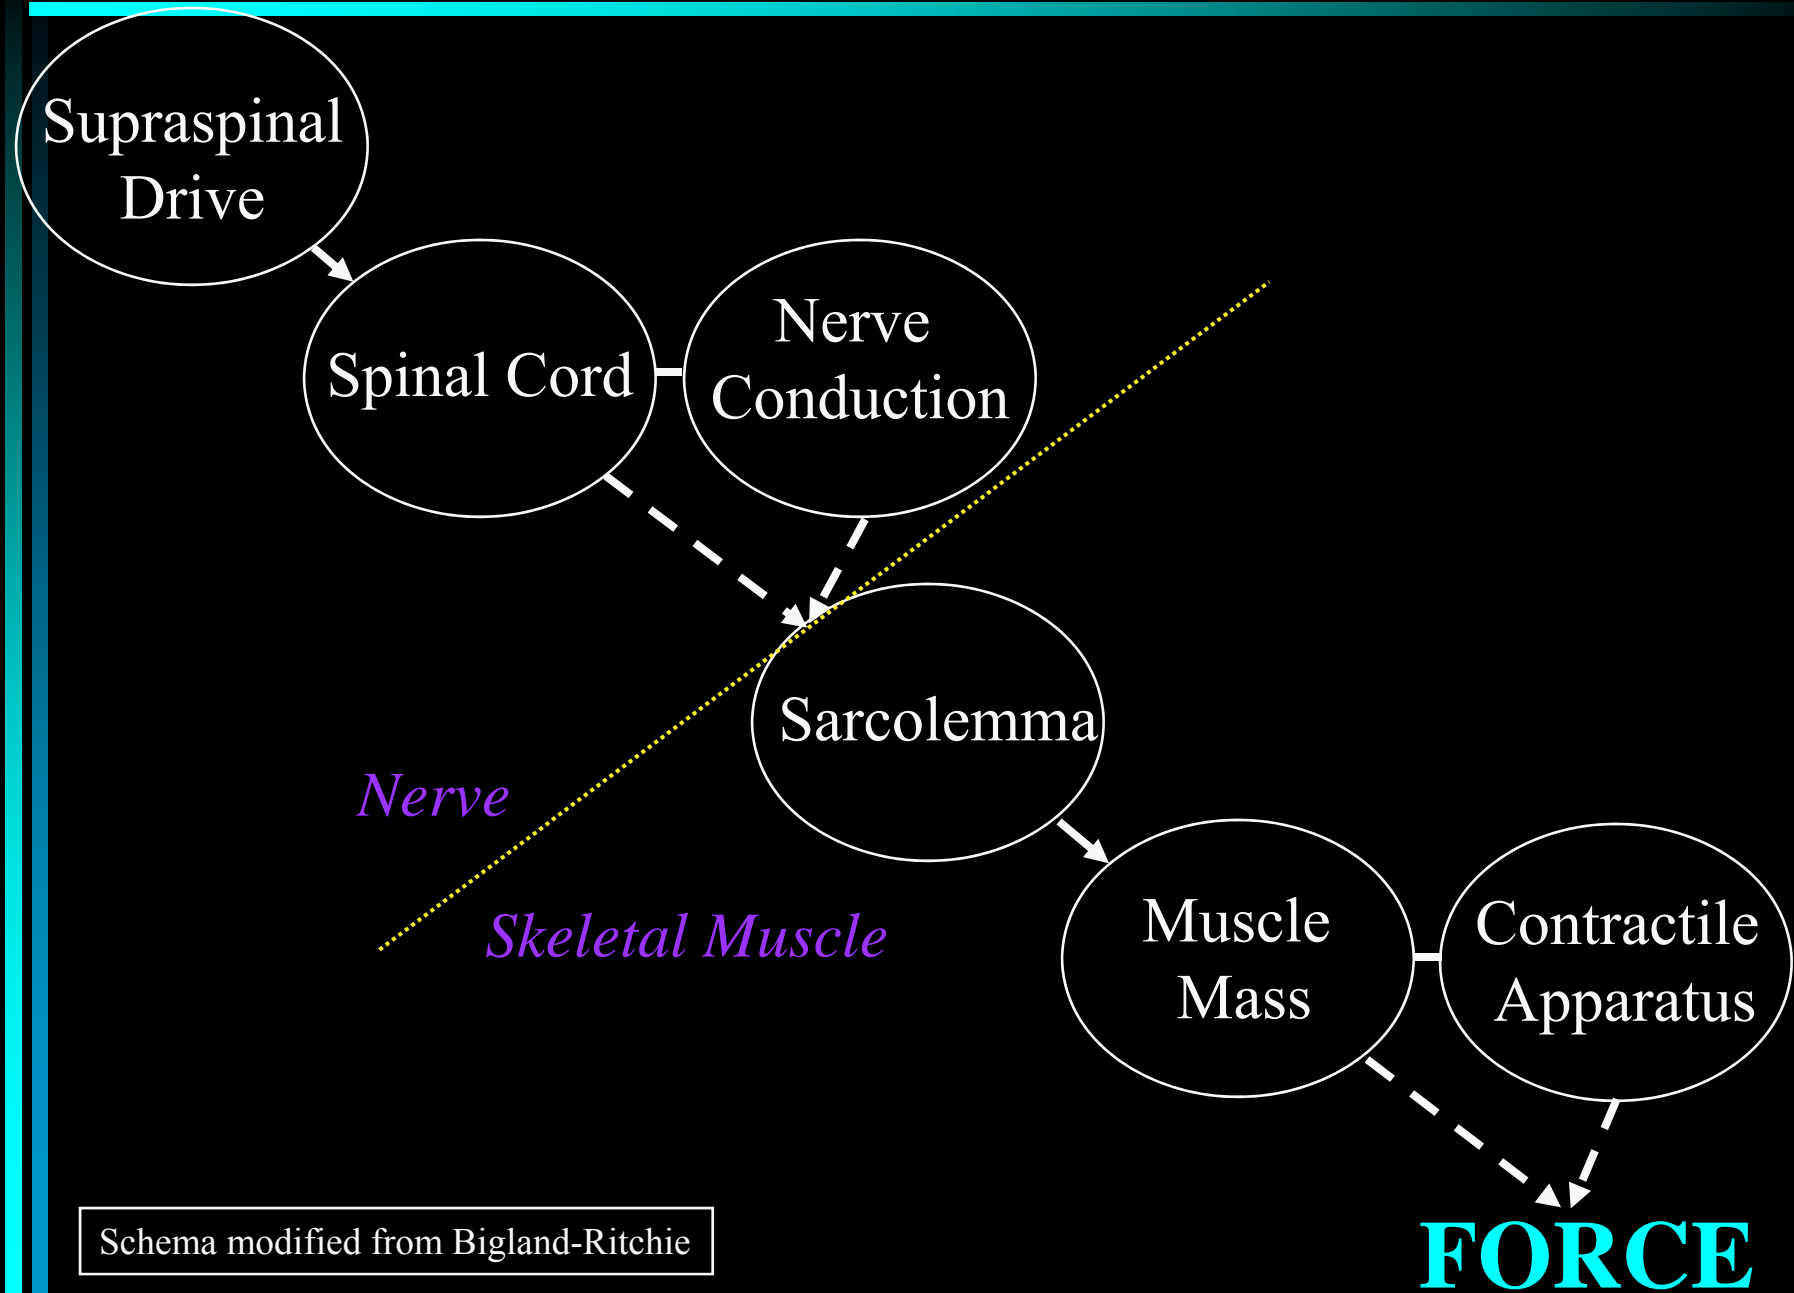 Supraspinal
Drive
Spinal Cord
Nerve
Conduction
Sarcolemma
Nerve
Skeletal Muscle
Muscle
Mass
Contractile
Apparatus
Schema modified from Bigland-Ritchie
FORCE